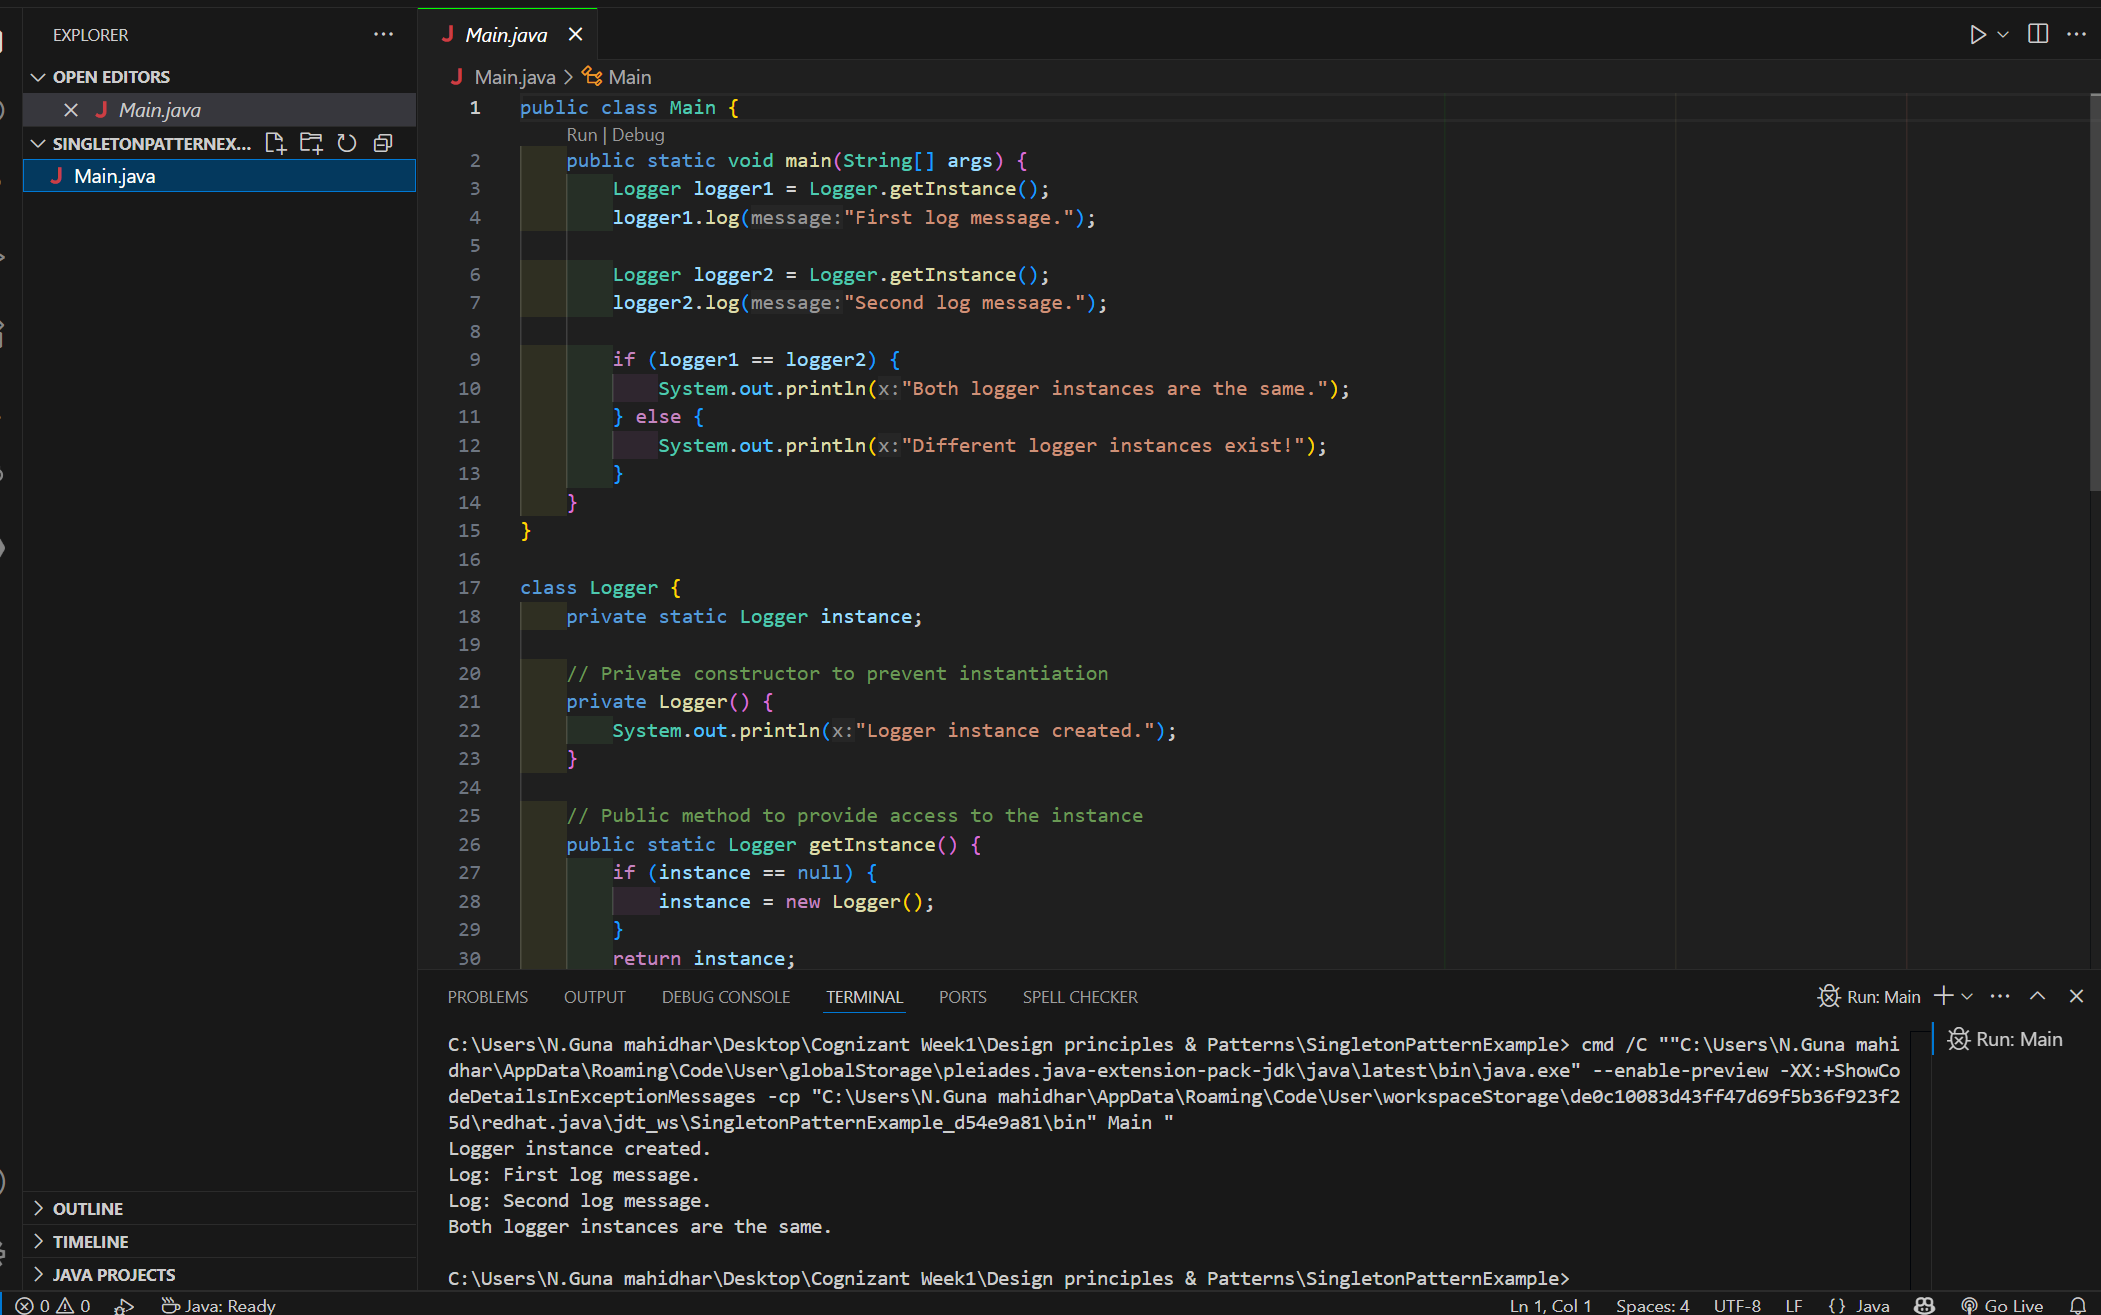 EXPLORER
OPEN EDITORS
Main.java
SINGLETONPATTERNEX...
Main.java
OUTLINE
TIMELINE
JAVA PROJECTS
Main.java
Main.java > Main
1 public class Main {
Run | Debug
2 public static void main(String[] args) {
3 Logger logger1 = Logger.getInstance();
4 logger1.log(message:"First log message.");
5
6 Logger logger2 = Logger.getInstance();
7 logger2.log(message:"Second log message.");
8
9 if (logger1 == logger2) {
10 System.out.println(x:"Both logger instances are the same.");
11 } else {
12 System.out.println(x:"Different logger instances exist!");
13 }
14 }
15 }
16
17 class Logger {
18 private static Logger instance;
19
20 // Private constructor to prevent instantiation
21 private Logger() {
22 System.out.println(x:"Logger instance created.");
23 }
24
25 // Public method to provide access to the instance
26 public static Logger getInstance() {
27 if (instance == null) {
28 instance = new Logger();
29 }
30 return instance;
PROBLEMS OUTPUT DEBUG CONSOLE TERMINAL PORTS SPELL CHECKER
Run: Main
Run: Main
C:\Users\N.Guna mahidhar\Desktop\Cognizant Week1\Design principles & Patterns\SingletonPatternExample> cmd /C ""C:\Users\N.Guna mahi
dhar\AppData\Roaming\Code\User\globalStorage\pleiades.java-extension-pack-jdk\java\latest\bin\java.exe" --enable-preview -XX:+ShowCo
deDetailsInExceptionMessages -cp "C:\Users\N.Guna mahidhar\AppData\Roaming\Code\User\workspaceStorage\de0c10083d43ff47d69f5b36f923f2
5d\redhat.java\jdt_ws\SingletonPatternExample_d54e9a81\bin" Main "
Logger instance created.
Log: First log message.
Log: Second log message.
Both logger instances are the same.
C:\Users\N.Guna mahidhar\Desktop\Cognizant Week1\Design principles & Patterns\SingletonPatternExample>
0 0 Java: Ready Ln 1, Col 1 Spaces: 4 UTF-8 LF {} Java Go Live